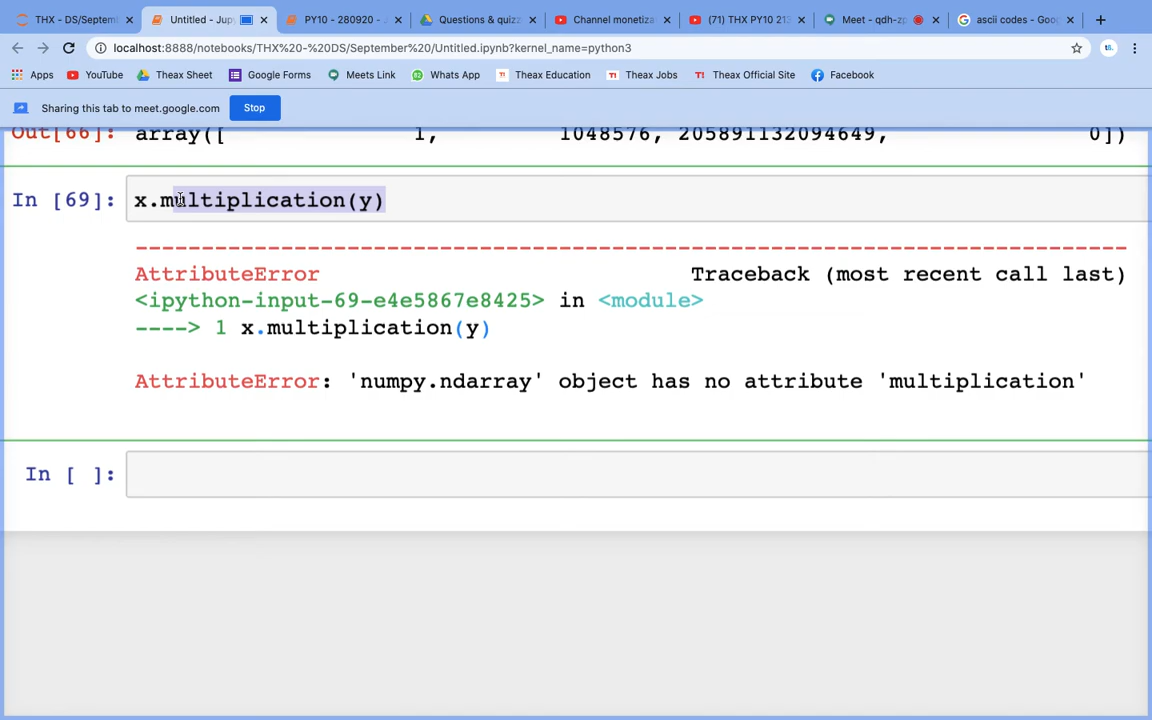 THX - DS/Septem
Untitled - Jup
PY10 - 280920 -
Questions & quizz
Channel monetiza
(71) THX PY10 213
Meet - qdh-zp
ascii codes - Goog
localhost:8888/notebooks/THX%20-%20DS/September%20/Untitled.ipynb?kernel_name=python3
Apps YouTube Theax Sheet Google Forms Meets Link Whats App Theax Education Theax Jobs Theax Official Site Facebook
Sharing this tab to meet.google.com Stop
Out[66]: array([ 1, 1048576, 205891132094649, 0])
In [69]: x.multiplication(y)
---------------------------------------------------------------------------
AttributeError Traceback (most recent call last)
<ipython-input-69-e4e5867e8425> in <module>
----> 1 x.multiplication(y)
AttributeError: 'numpy.ndarray' object has no attribute 'multiplication'
In [ ]: